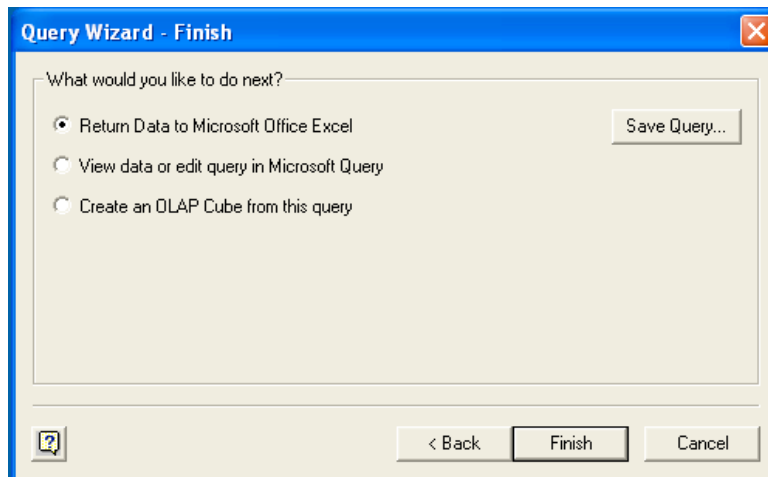 Query Wizard - Finish
What would you like to do next?
Return Data to Microsoft Office Excel
Save Query...
View data or edit query in Microsoft Query
Create an OLAP Cube from this query
?
< Back
Finish
Cancel